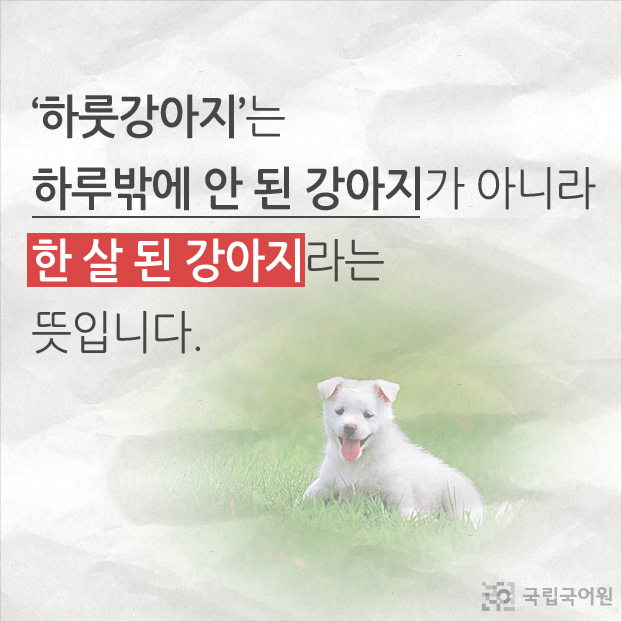 ‘하룻강아지’는
하루밖에 안 된 강아지가 아니라
한 살 된 강아지라는
뜻입니다.
국립국어원